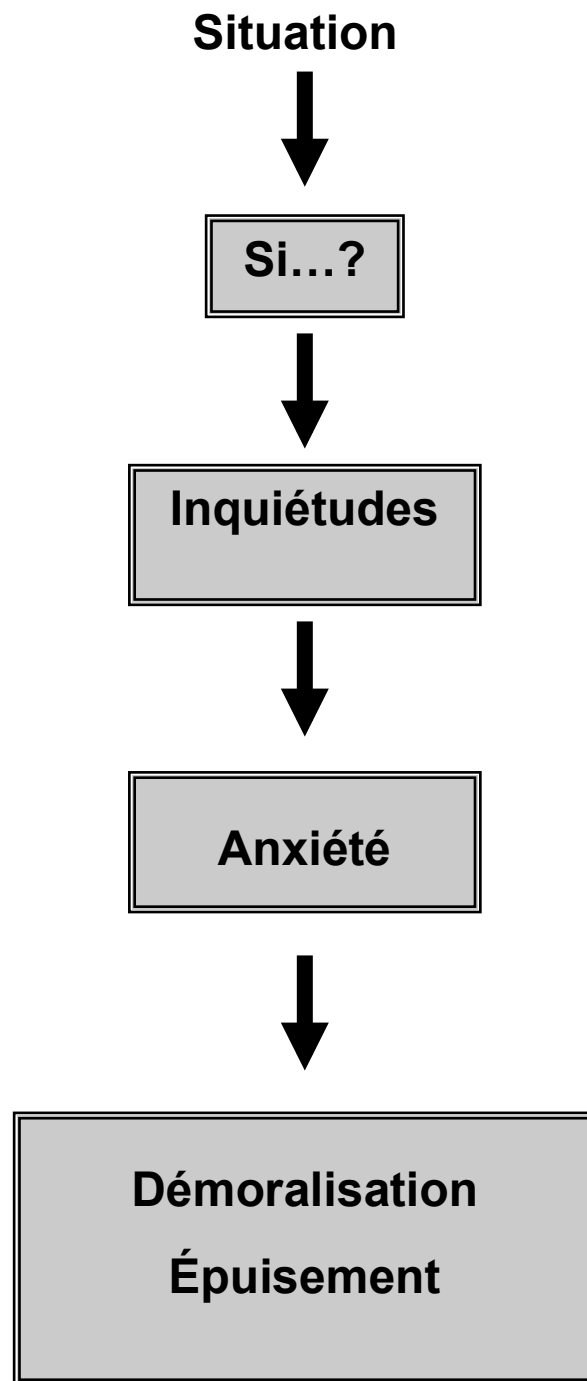 Situation
Si…?
Inquiétudes
Anxiété
Démoralisation
Épuisement